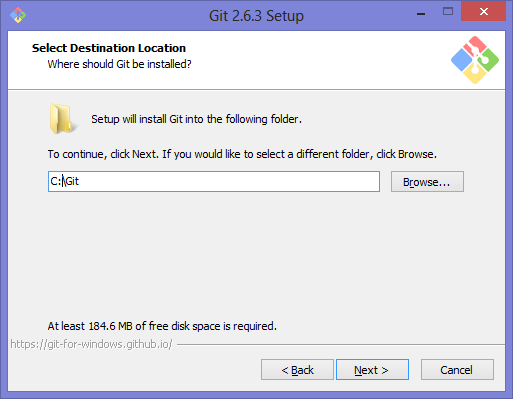 Git 2.6.3 Setup
Select Destination Location
Where should Git be installed?
Setup will install Git into the following folder.
To continue, click Next. If you would like to select a different folder, click Browse.
C:\Git
Browse...
At least 184.6 MB of free disk space is required.
https://git-for-windows.github.io/
< Back
Next >
Cancel